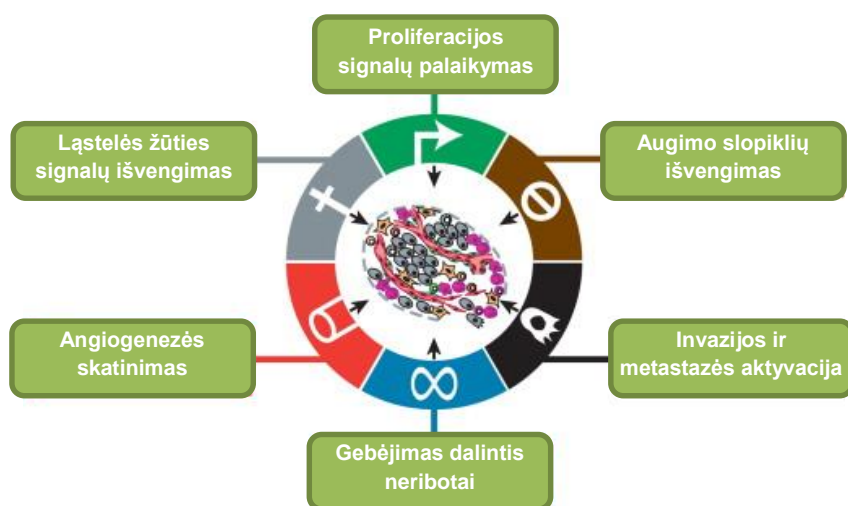 Proliferacijos
signalų palaikymas
Ląstelės žūties
signalų išvengimas
Augimo slopiklių
išvengimas
Angiogenezės
skatinimas
Invazijos ir
metastazės aktyvacija
Gebėjimas dalintis
neribotai